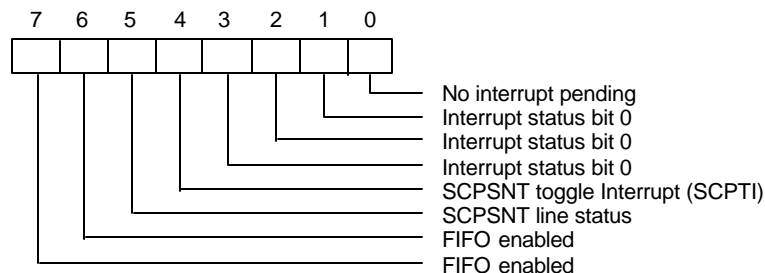 7 6 5 4 3 2 1 0
No interrupt pending
Interrupt status bit 0
Interrupt status bit 0
Interrupt status bit 0
SCPSNT toggle Interrupt (SCPTI)
SCPSNT line status
FIFO enabled
FIFO enabled